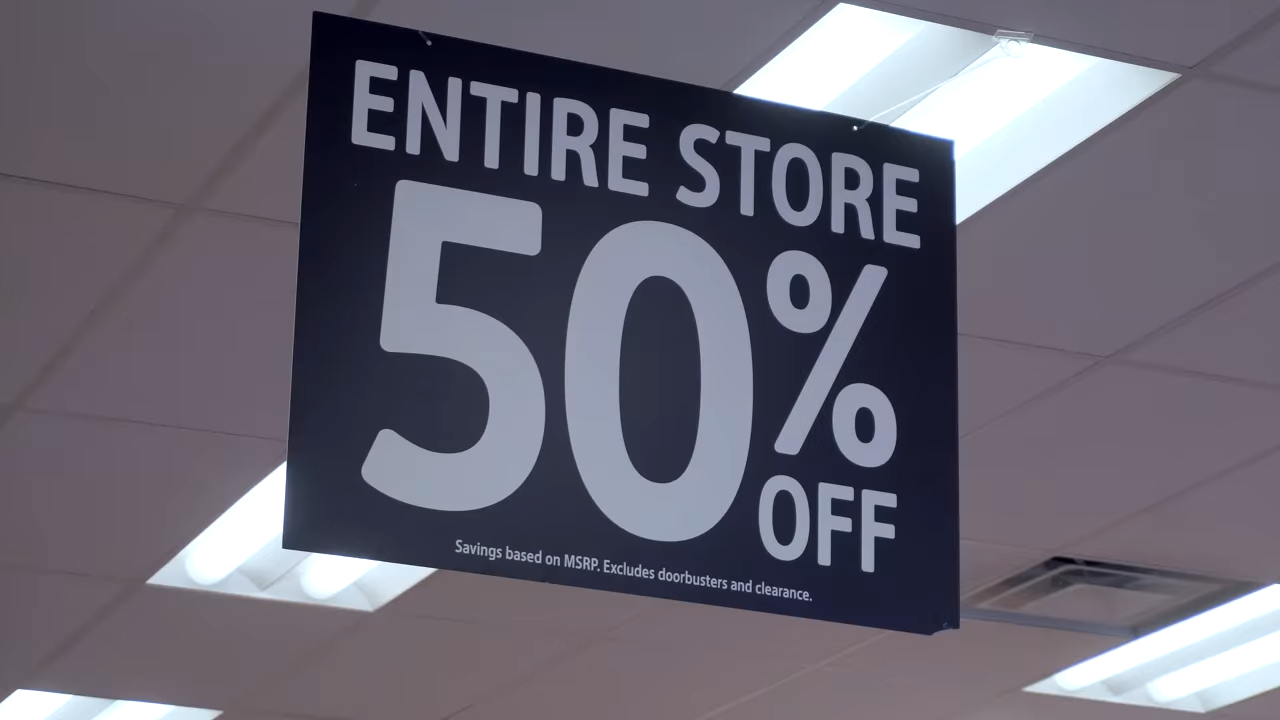 ENTIRE STORE
50%
OFF
Savings based on MSRP. Excludes doorbusters and clearance.